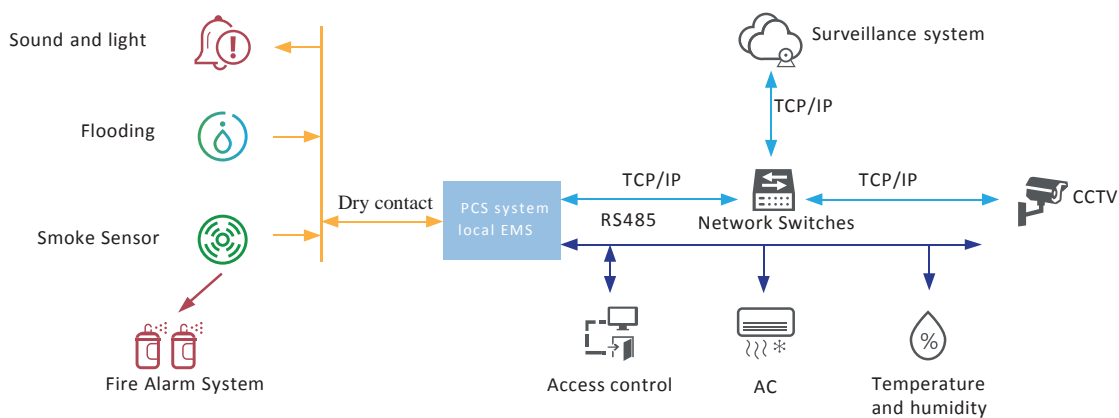 Sound and light
Surveillance system
TCP/IP
Flooding
Dry contact
PCS system
local EMS
TCP/IP
TCP/IP
CCTV
RS485
Network Switches
Smoke Sensor
%
Fire Alarm System
Access control
AC
Temperature
and humidity